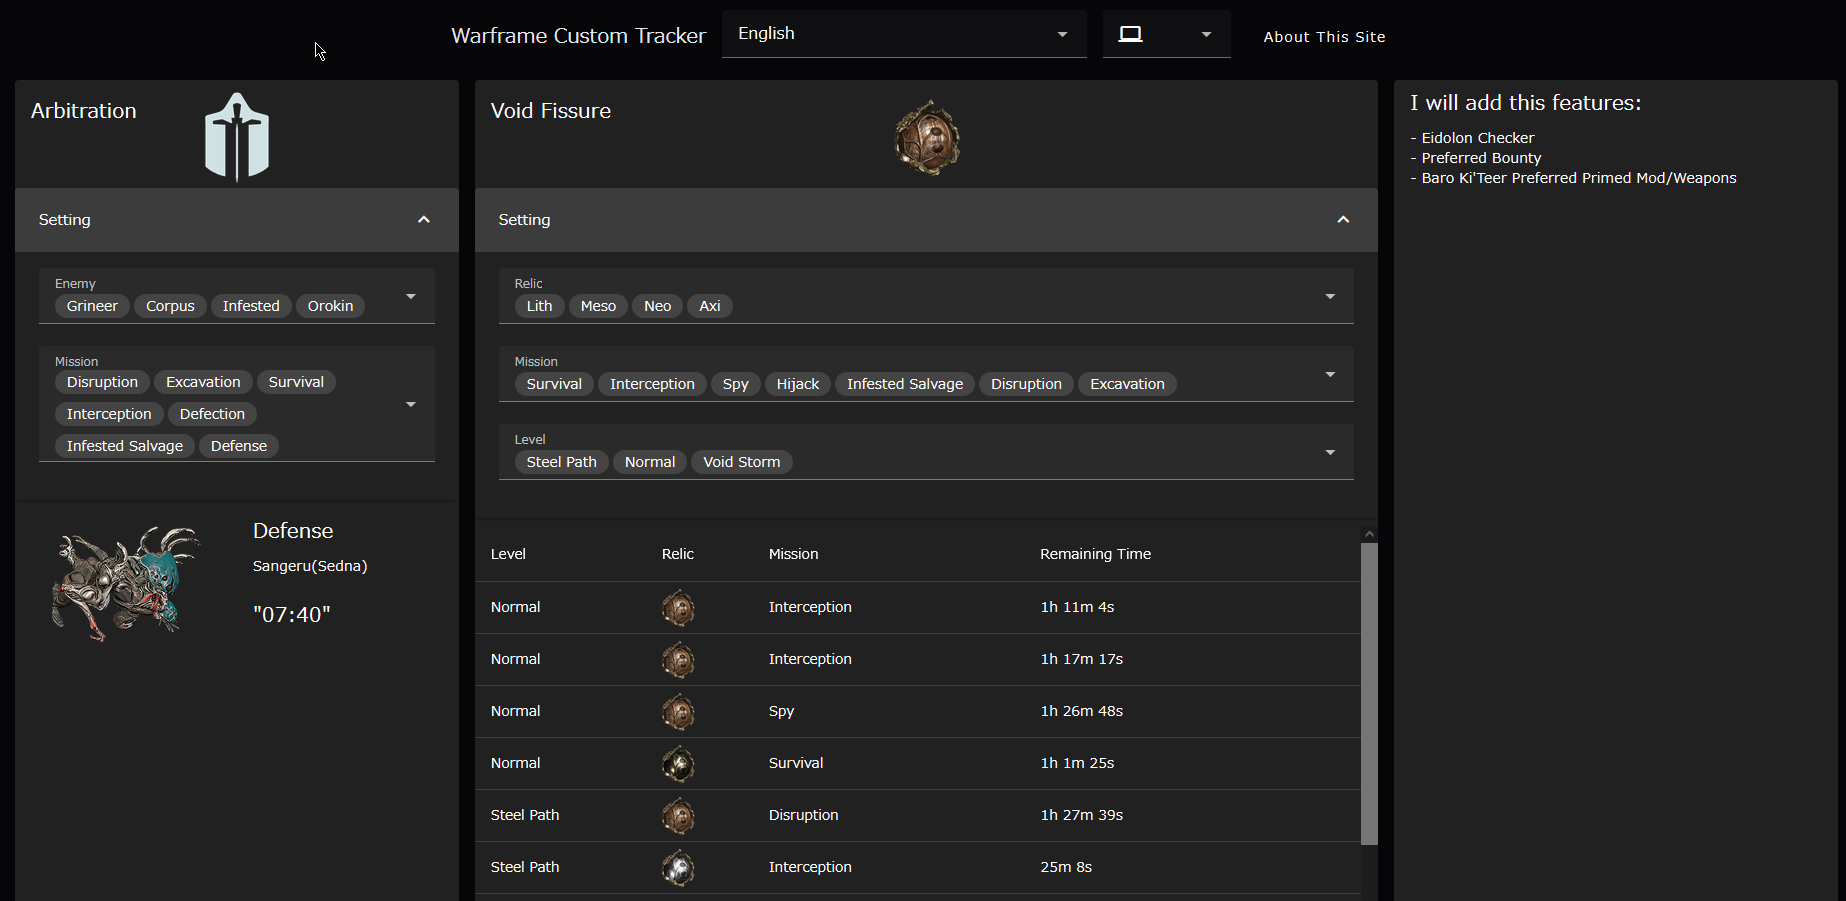 Warframe Custom Tracker
English
About This Site
Arbitration
Setting
Enemy
Grineer Corpus Infested Orokin
Mission
Disruption Excavation Survival
Interception Defection
Infested Salvage Defense
Defense
Sangeru(Sedna)
"07:40"
Void Fissure
Setting
Relic
Lith Meso Neo Axi
Mission
Survival Interception Spy Hijack Infested Salvage Disruption Excavation
Level
Steel Path Normal Void Storm
Level Relic Mission Remaining Time
Normal Interception 1h 11m 4s
Normal Interception 1h 17m 17s
Normal Spy 1h 26m 48s
Normal Survival 1h 1m 25s
Steel Path Disruption 1h 27m 39s
Steel Path Interception 25m 8s
I will add this features:
- Eidolon Checker
- Preferred Bounty
- Baro Ki'Teer Preferred Primed Mod/Weapons